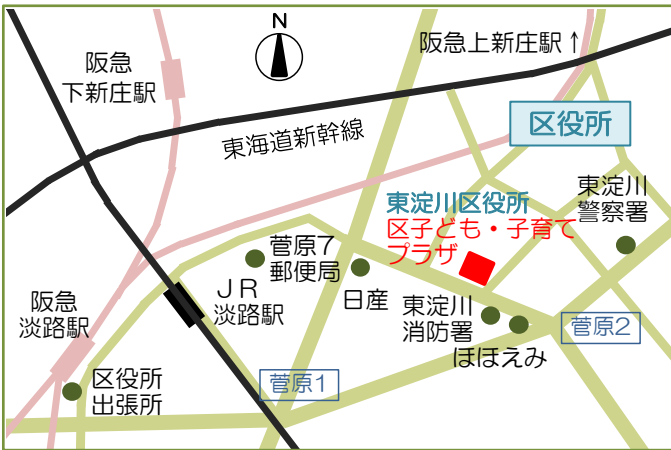 N
阪急上新庄駅↑
阪急
下新庄駅
区役所
東海道新幹線
東淀川
警察署
東淀川区役所
区子ども・子育て
プラザ
菅原7
郵便局
日産
JR
淡路駅
阪急
淡路駅
東淀川
消防署
ほほえみ
菅原2
菅原1
区役所
出張所